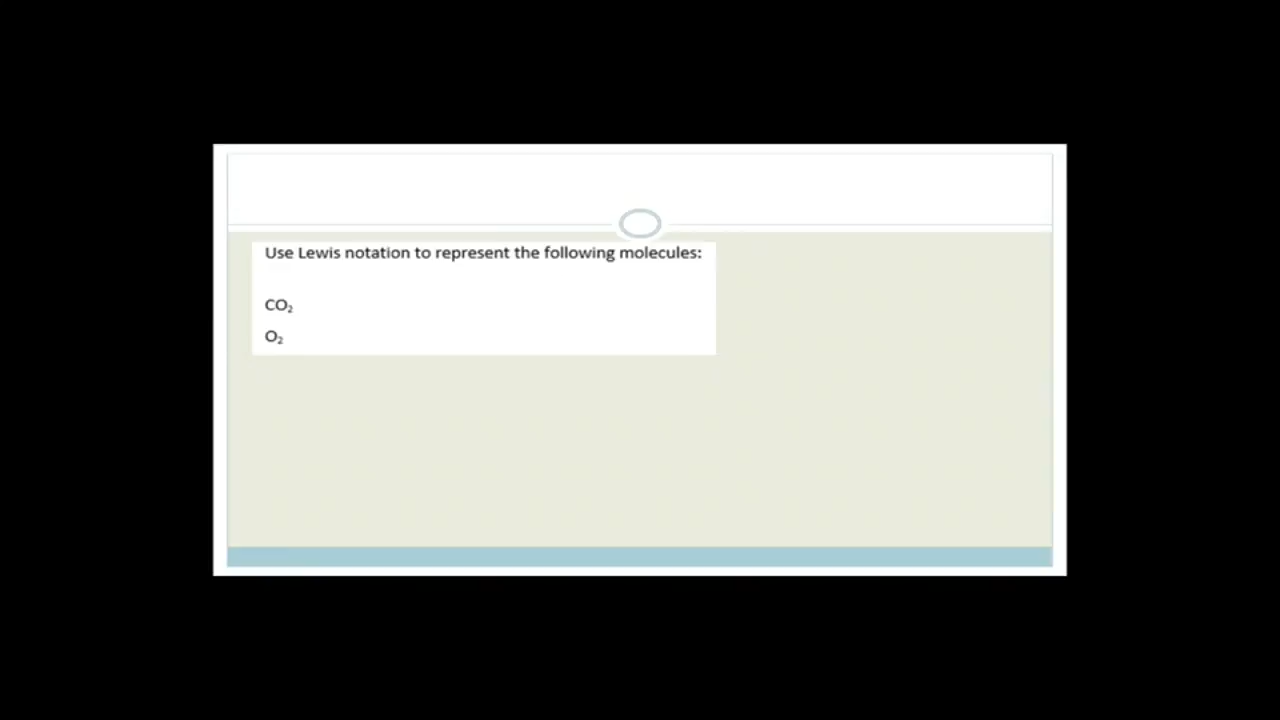 Use Lewis notation to represent the following molecules:
CO₂
O₂